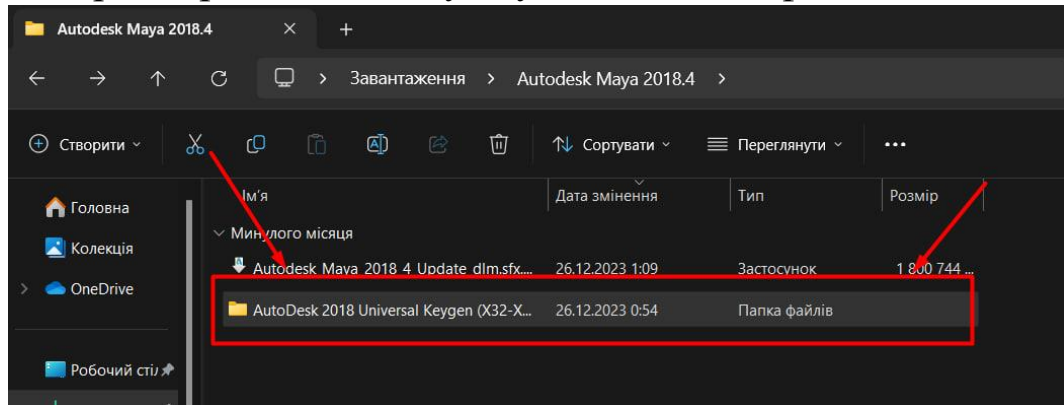 Autodesk Maya 2018.4
Завантаження > Autodesk Maya 2018.4 >
Створити
Сортувати
Переглянути
Ім'я Дата змінення Тип Розмір
Головна
Минулого місяця
Колекція
Autodesk Maya 2018 4 Update dlm.sfx.... 26.12.2023 1:09 Застосунок 1 800 744 ...
OneDrive
AutoDesk 2018 Universal Keygen (X32-X... 26.12.2023 0:54 Папка файлів
Робочий стіл